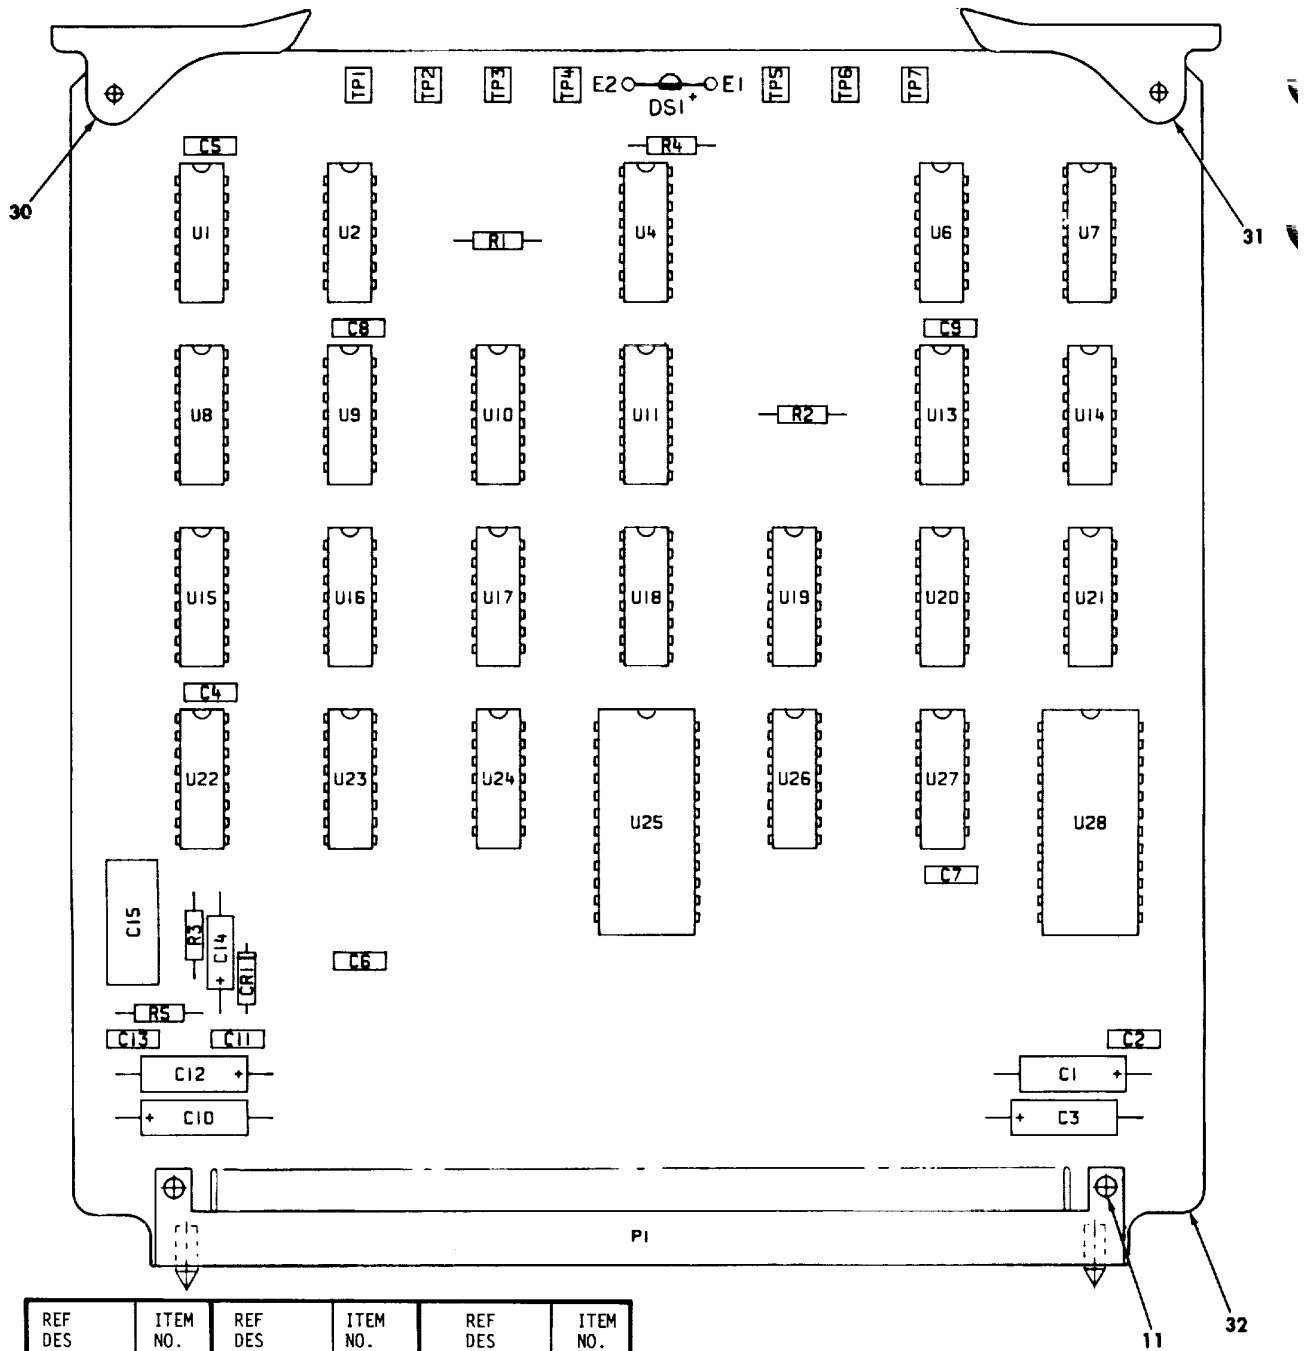 TP1 TP2 TP3 TP4 E2 DS1 + E1 TP5 TP6 TP7
C5 R4
30 31
U1 U2 R1 U4 U6 U7
C8 C9
U8 U9 U10 U11 R2 U13 U14
U15 U16 U17 U18 U19 U20 U21
C4
U22 U23 U24 U25 U26 U27 U28
C7
C15 R3 C14 + CR1 C6
R5
C13 C11 C2
C12 + C1 +
+ C10 + C3
P1
11 32
REF DES ITEM NO. REF DES ITEM NO. REF DES ITEM NO.